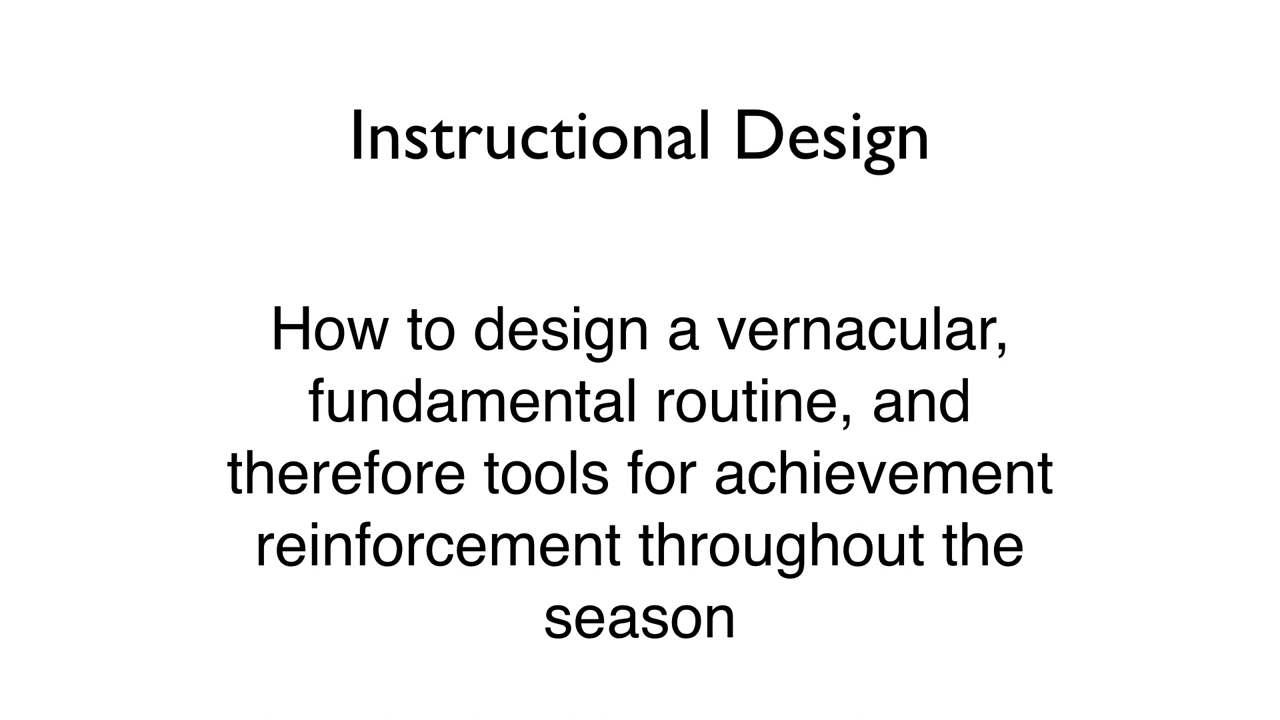 Instructional Design
How to design a vernacular,
fundamental routine, and
therefore tools for achievement
reinforcement throughout the
season